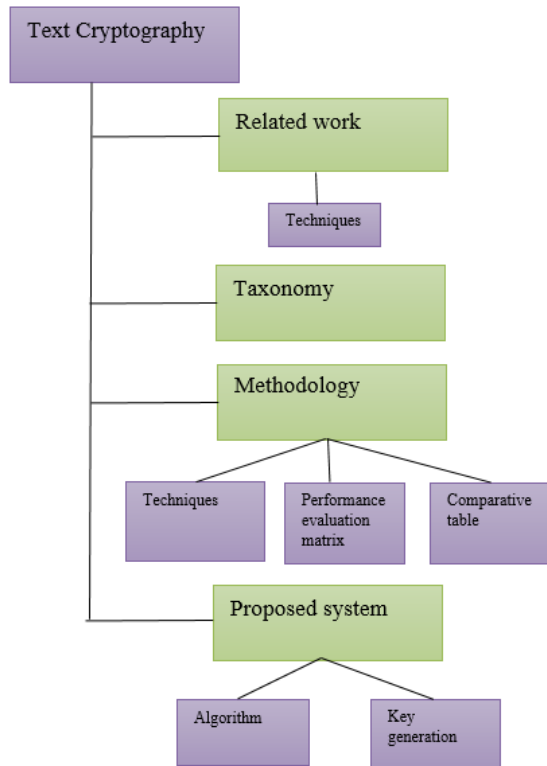 Text Cryptography
Related work
Techniques
Taxonomy
Methodology
Techniques
Performance
evaluation
matrix
Comparative
table
Proposed system
Algorithm
Key
generation